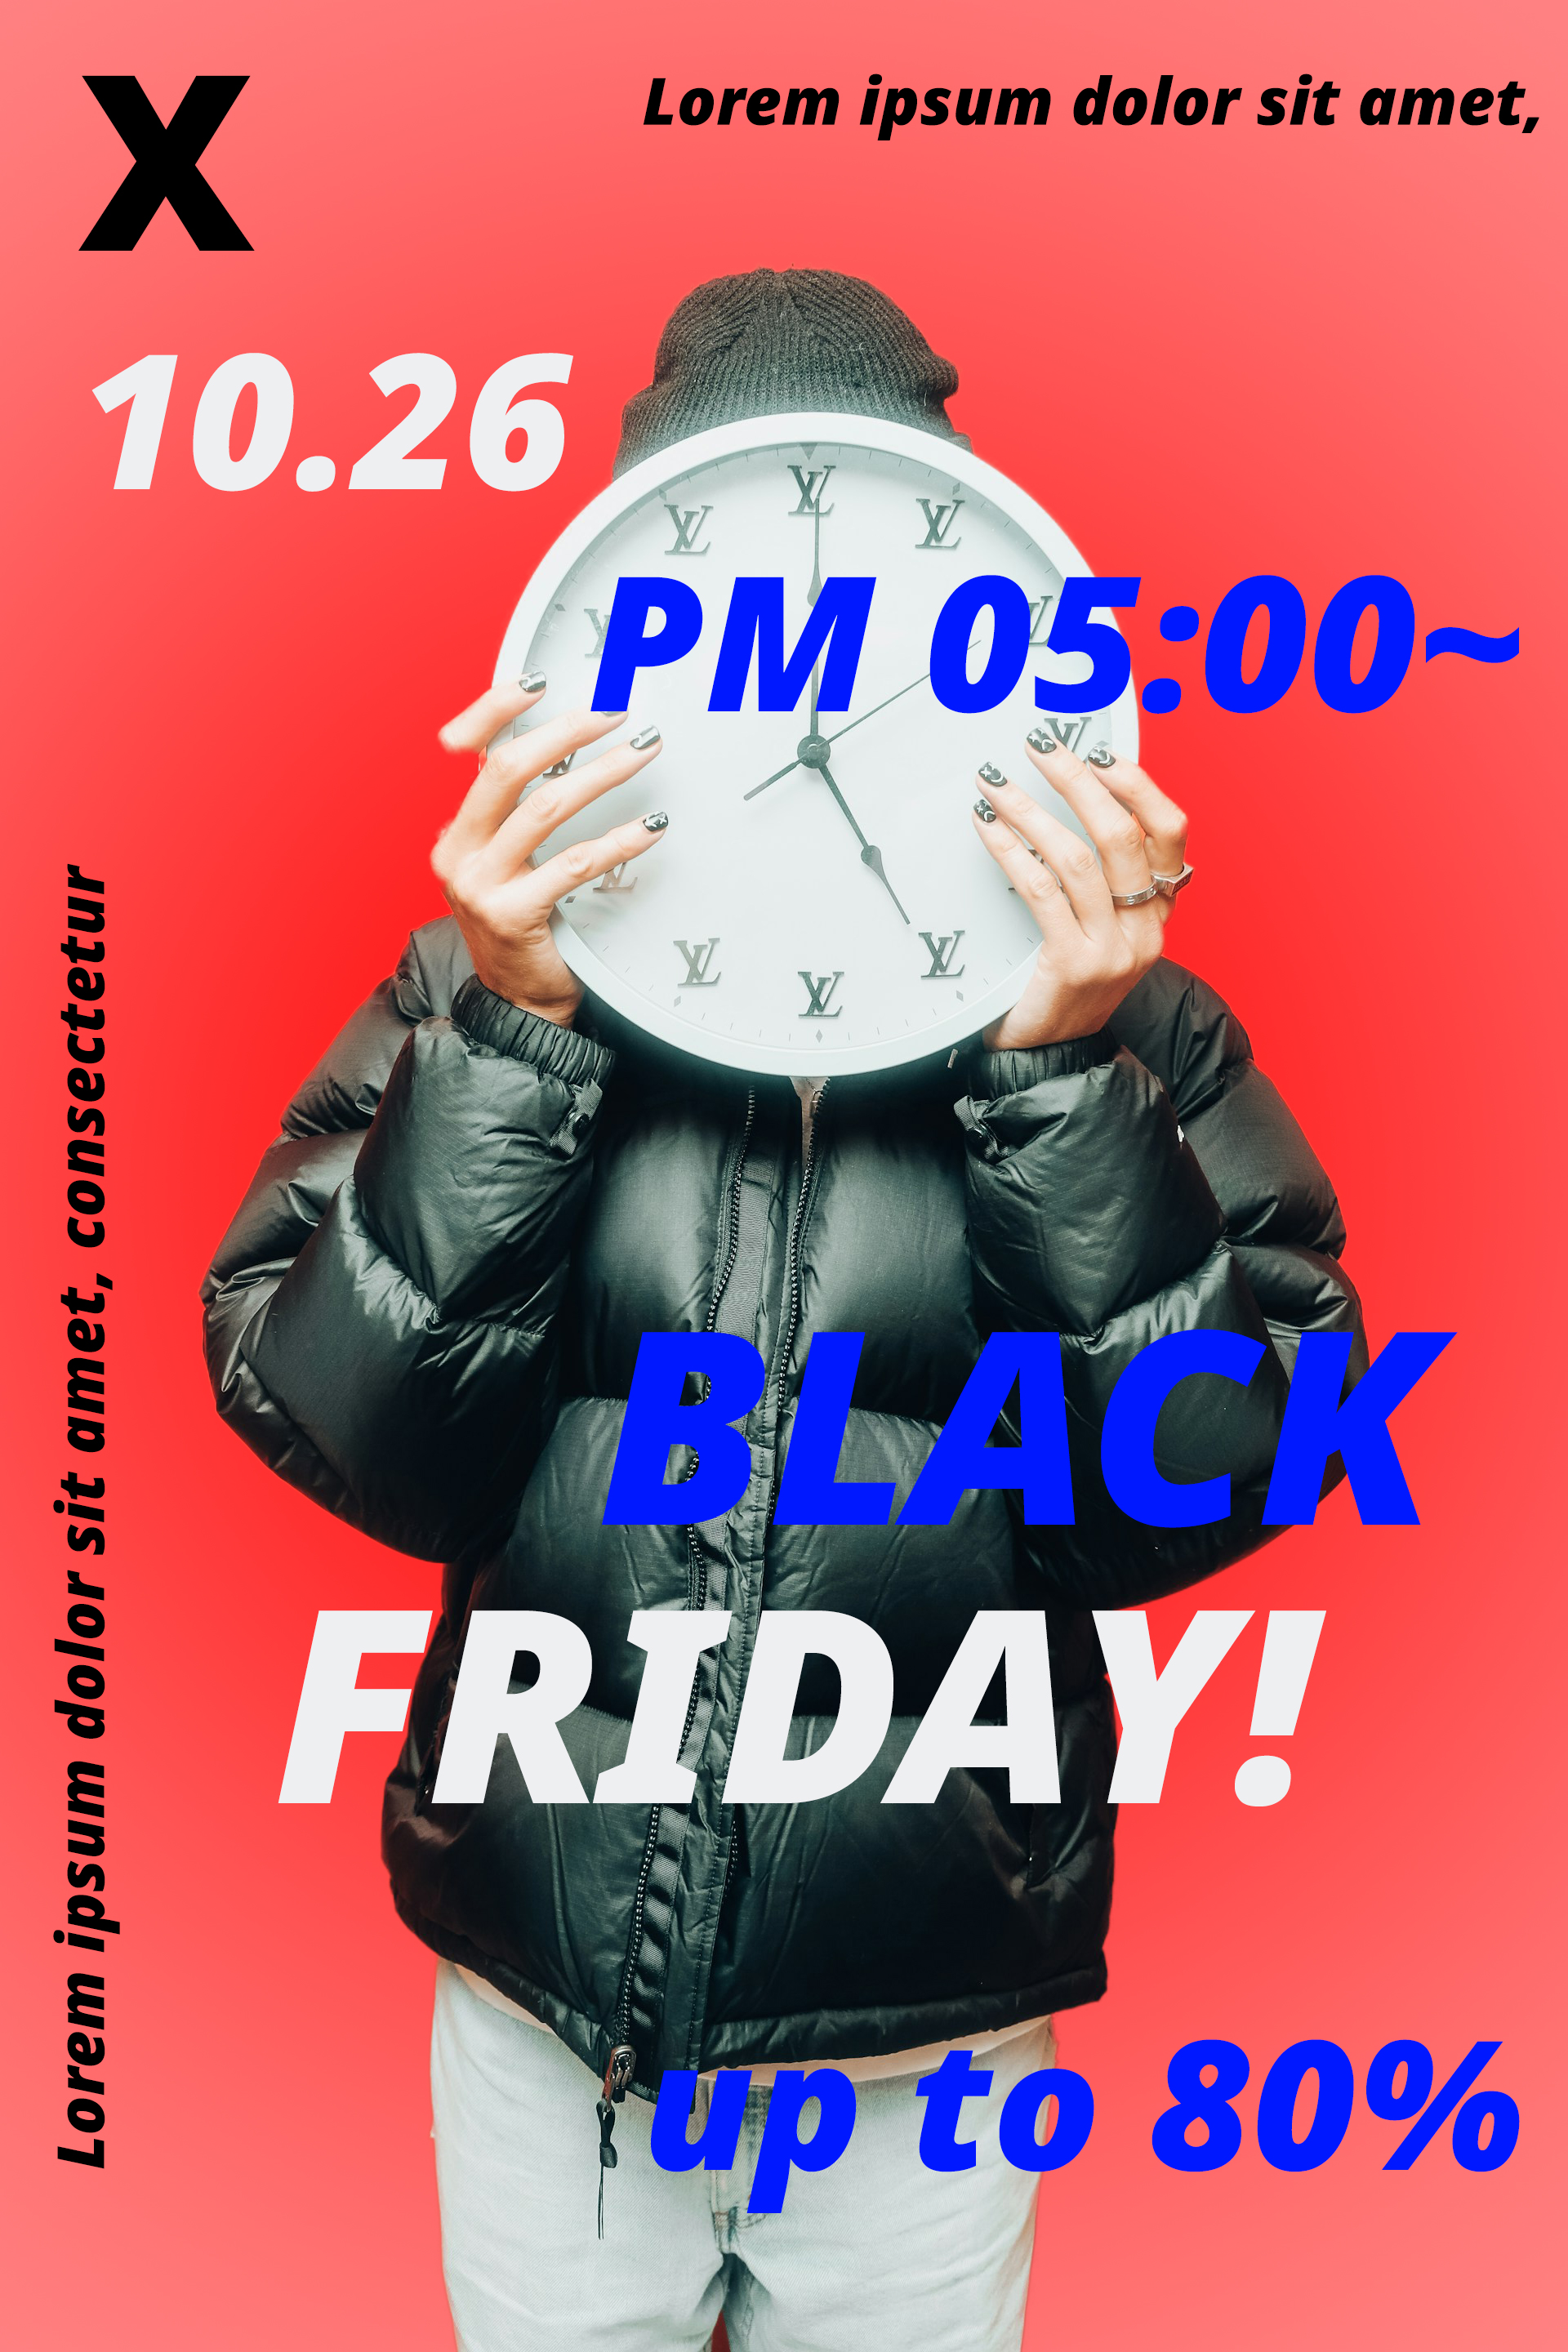 X
Lorem ipsum dolor sit amet,
10.26
PM 05:00~
Lorem ipsum dolor sit amet, consectetur
BLACK
FRIDAY!
up to 80%